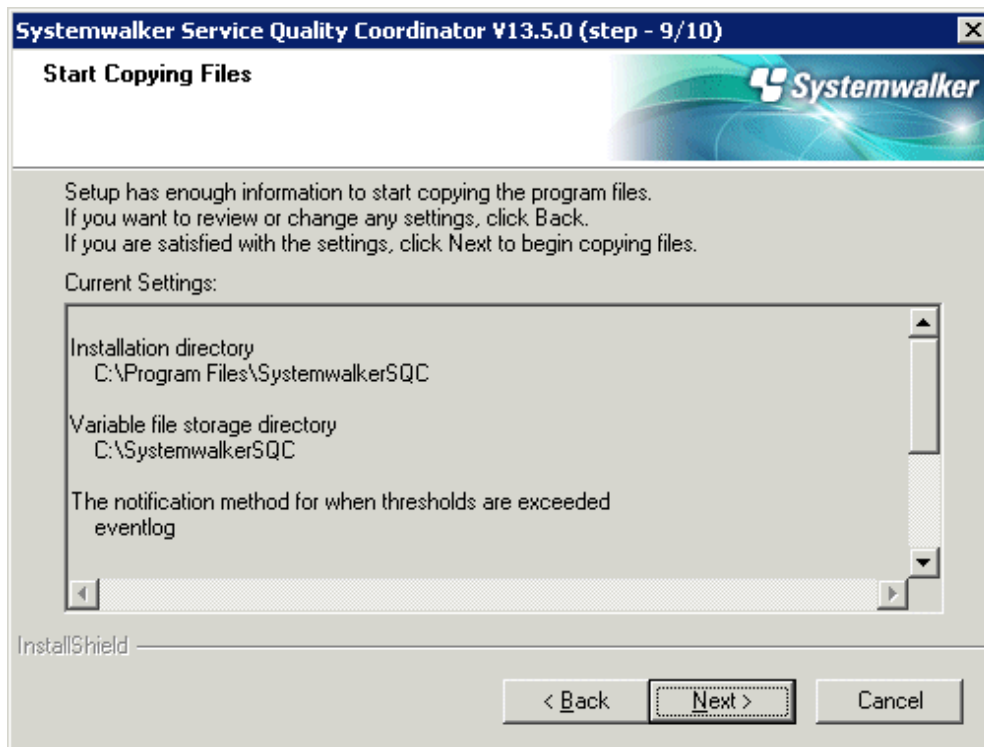 Systemwalker Service Quality Coordinator V13.5.0 (step - 9/10)
Start Copying Files
Systemwalker
Setup has enough information to start copying the program files.
If you want to review or change any settings, click Back.
If you are satisfied with the settings, click Next to begin copying files.
Current Settings:
Installation directory
C:\Program Files\SystemwalkerSQC
Variable file storage directory
C:\SystemwalkerSQC
The notification method for when thresholds are exceeded
eventlog
InstallShield
< Back
Next >
Cancel